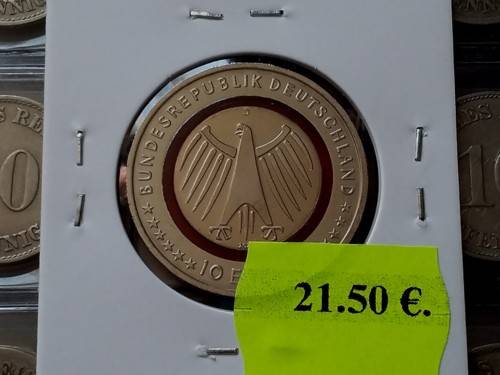 BUNDESREPUBLIK DEUTSCHLAND
10 E
21.50 €.